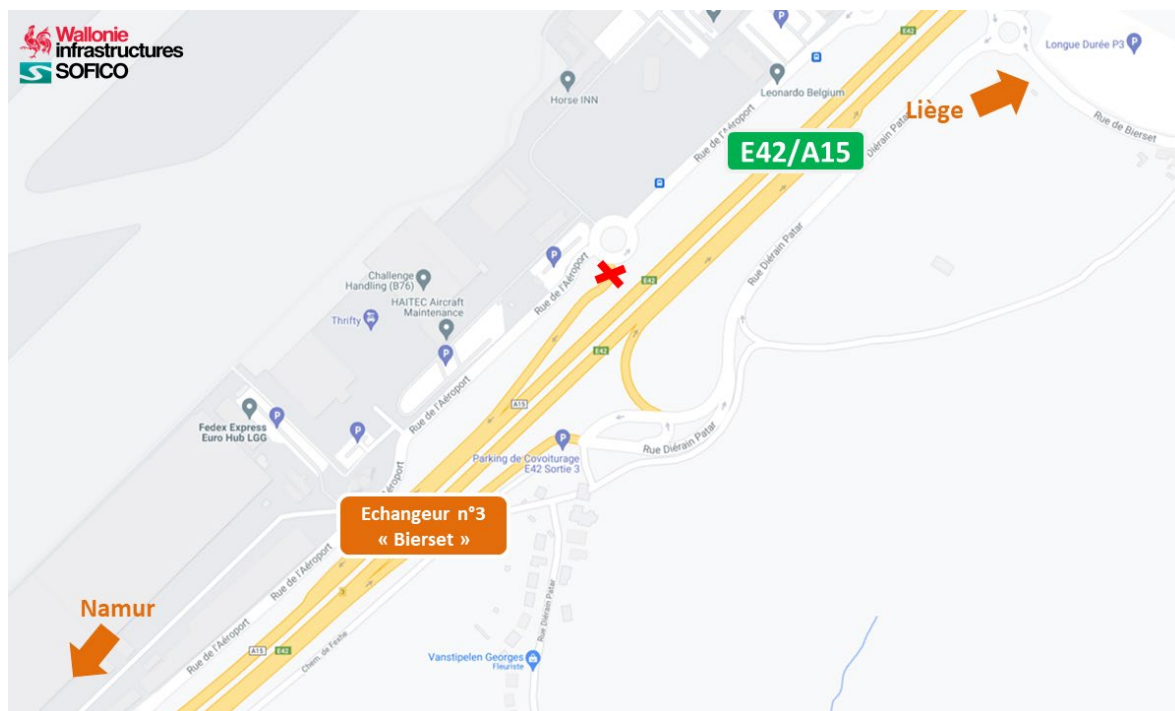 Wallonie
infrastructures
SOFICO
P
E42
P
Longue Durée P3 P
Leonardo Belgium
Horse INN
Liège
Rue de l'Aéroport
Rue de Bierset
Diérain Patar
E42/A15
Rue Diérain Patar
P
Rue de l'Aéroport
E42
Challenge
Handling (B76)
HAITEC Aircraft
Maintenance
Thrifty
P
E42
Rue de l'Aéroport
A15
Fedex Express
Euro Hub LGG
P
P
P
Parking de Covoiturage
E42 Sortie 3
Rue Diérain Patar
Aéroport
Echangeur n°3
« Bierset »
Rue de l'Aéroport
3
Namur
Rue de l'Aéroport
A15
E42
Chem. de Fexhe
Rue Diérain Patar
Vanstipelen Georges
Fleuriste